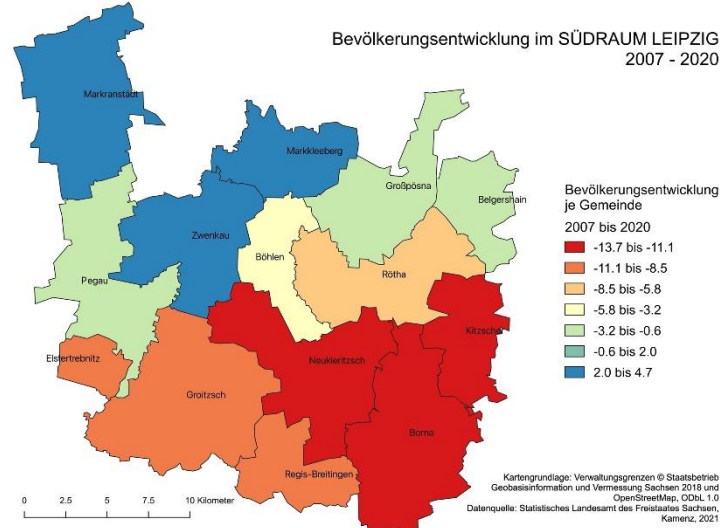 Bevölkerungsentwicklung im SÜDRAUM LEIPZIG
2007 - 2020
Markranstädt
Markkleeberg
Großpösna
Belgershain
Zwenkau
Böhlen
Rötha
Pegau
Kitzscher
Elstertrebnitz
Neukieritzsch
Groitzsch
Borna
Regis-Breitingen
Bevölkerungsentwicklung
je Gemeinde
2007 bis 2020
-13.7 bis -11.1
-11.1 bis -8.5
-8.5 bis -5.8
-5.8 bis -3.2
-3.2 bis -0.6
-0.6 bis 2.0
2.0 bis 4.7
0 2.5 5 7.5 10 Kilometer
Kartengrundlage: Verwaltungsgrenzen © Staatsbetrieb
Geobasisinformation und Vermessung Sachsen 2018 und
OpenStreetMap, ODbL 1.0
Datenquelle: Statistisches Landesamt des Freistaates Sachsen,
Kamenz, 2021